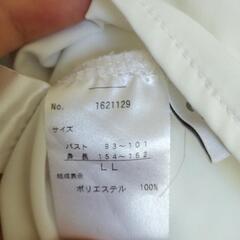 No. 1621129
サイズ
バスト 93～101
身長 154～162
LL
組成表示
ポリエステル 100%